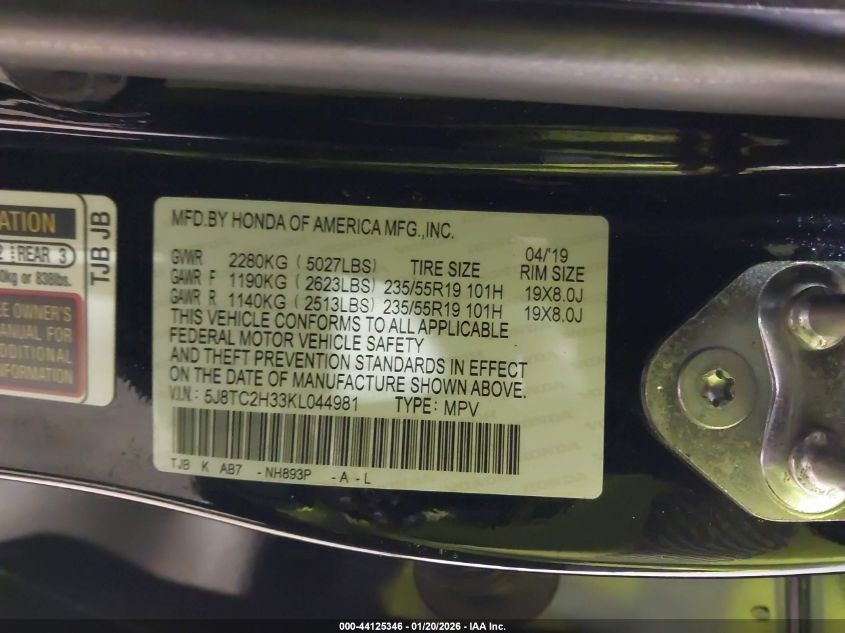 ATION
2 REAR 3
0kg or 838lbs.
EE OWNER'S
MANUAL FOR
ADDITIONAL
INFORMATION
TJB JB
MFD.BY HONDA OF AMERICA MFG.,INC.
04/'19
GVWR 2280KG (5027LBS) TIRE SIZE RIM SIZE
GAWR F 1190KG (2623LBS) 235/55R19 101H 19X8.0J
GAWR R 1140KG (2513LBS) 235/55R19 101H 19X8.0J
THIS VEHICLE CONFORMS TO ALL APPLICABLE
FEDERAL MOTOR VEHICLE SAFETY
AND THEFT PREVENTION STANDARDS IN EFFECT
ON THE DATE OF MANUFACTURE SHOWN ABOVE.
V.I.N.: 5J8TC2H33KL044981 TYPE: MPV
TJB K AB7 -NH893P -A-L
000-44125346 - 01/20/2026 - IAA Inc.